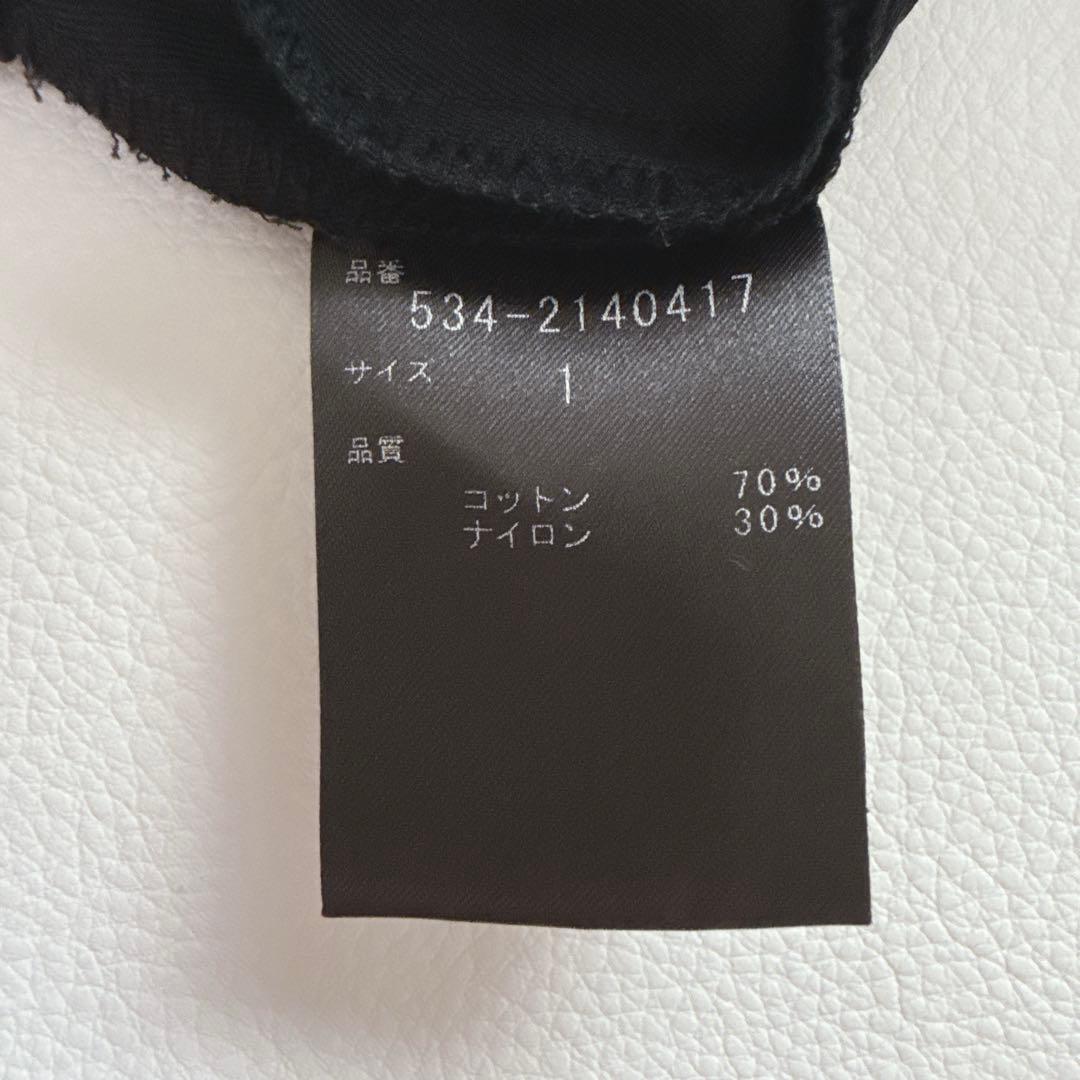 品番
534-2140417
サイズ 1
品質
コットン 70%
ナイロン 30%